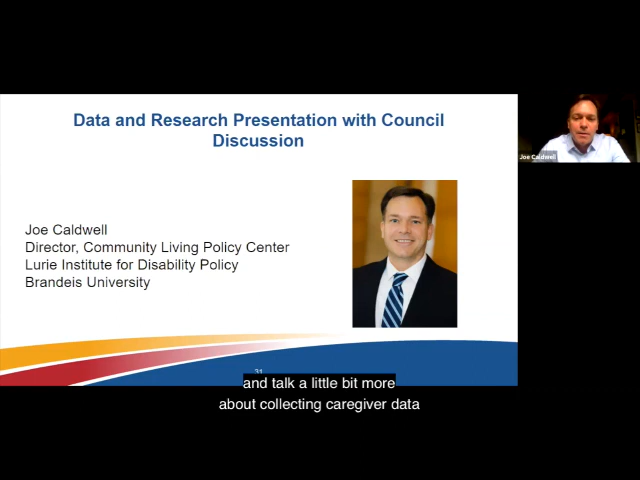 Data and Research Presentation with Council
Discussion
Joe Caldwell
Joe Caldwell
Director, Community Living Policy Center
Lurie Institute for Disability Policy
Brandeis University
31
and talk a little bit more
about collecting caregiver data